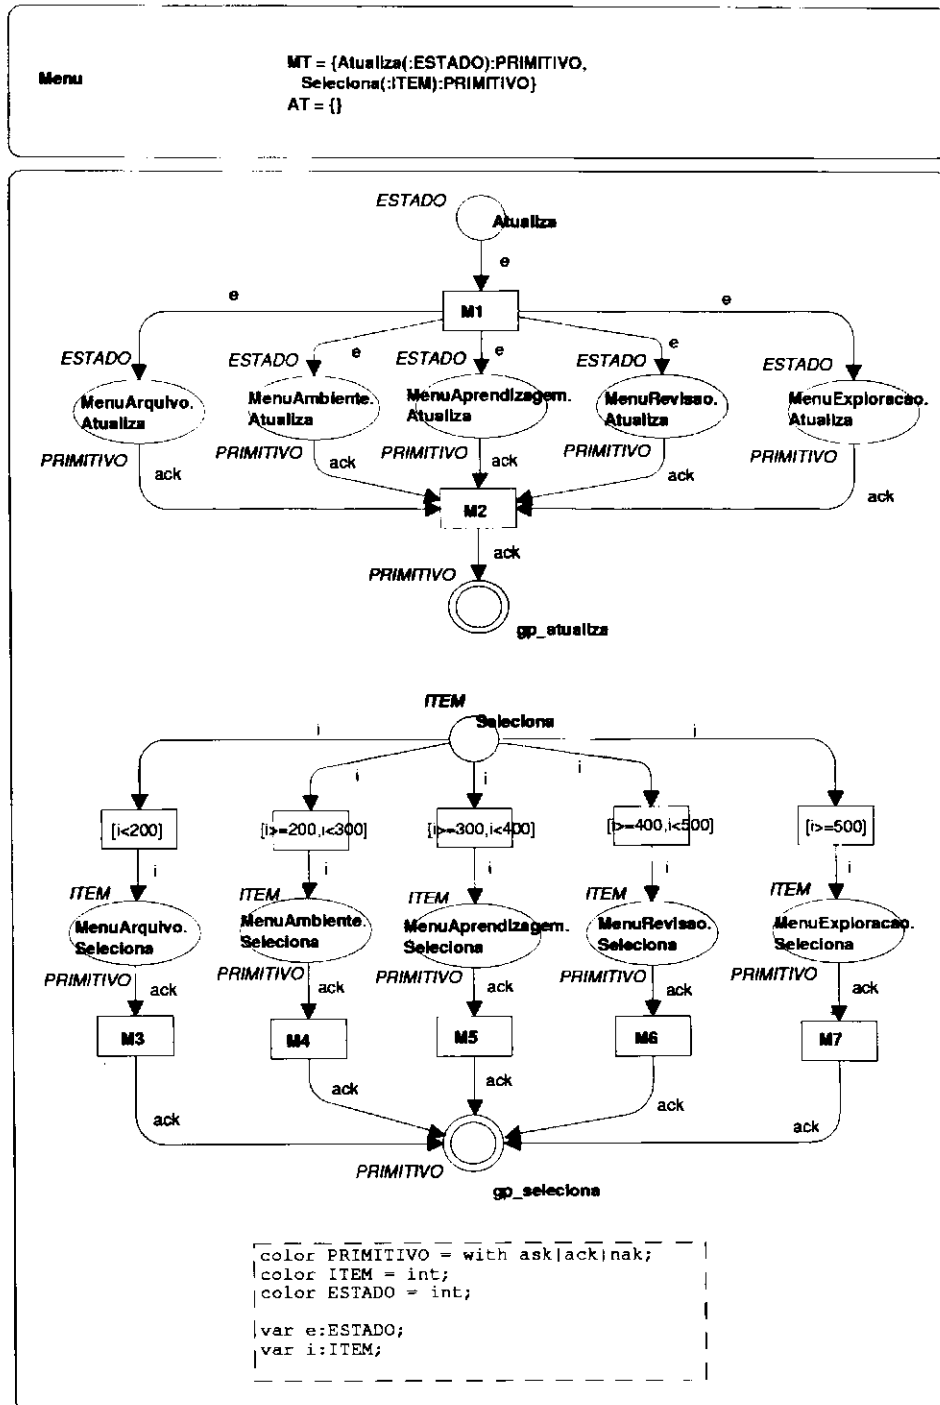 Menu
MT = {Atualiza(:ESTADO):PRIMITIVO,
Seleciona(:ITEM):PRIMITIVO}
AT = {}
ESTADO
Atualiza
e
M1
e
e
e
e
e
ESTADO
ESTADO
ESTADO
ESTADO
ESTADO
MenuArquivo.
Atualiza
MenuAmbiente.
Atualiza
MenuAprendizagem.
Atualiza
MenuRevisao.
Atualiza
MenuExploracao.
Atualiza
PRIMITIVO
PRIMITIVO
PRIMITIVO
PRIMITIVO
PRIMITIVO
ack
ack
ack
ack
ack
M2
ack
PRIMITIVO
gp_atualiza
ITEM
Seleciona
i
i
i
i
i
[i<200]
[i>=200,i<300]
[i>=300,i<400]
[i>=400,i<500]
[i>=500]
i
i
i
i
i
ITEM
ITEM
ITEM
ITEM
ITEM
MenuArquivo.
Seleciona
MenuAmbiente.
Seleciona
MenuAprendizagem.
Seleciona
MenuRevisao.
Seleciona
MenuExploracao.
Seleciona
PRIMITIVO
PRIMITIVO
PRIMITIVO
PRIMITIVO
PRIMITIVO
ack
ack
ack
ack
ack
M3
M4
M5
M6
M7
ack
ack
ack
ack
ack
PRIMITIVO
gp_seleciona
color PRIMITIVO = with ask|ack|nak;
color ITEM = int;
color ESTADO = int;
var e:ESTADO;
var i:ITEM;